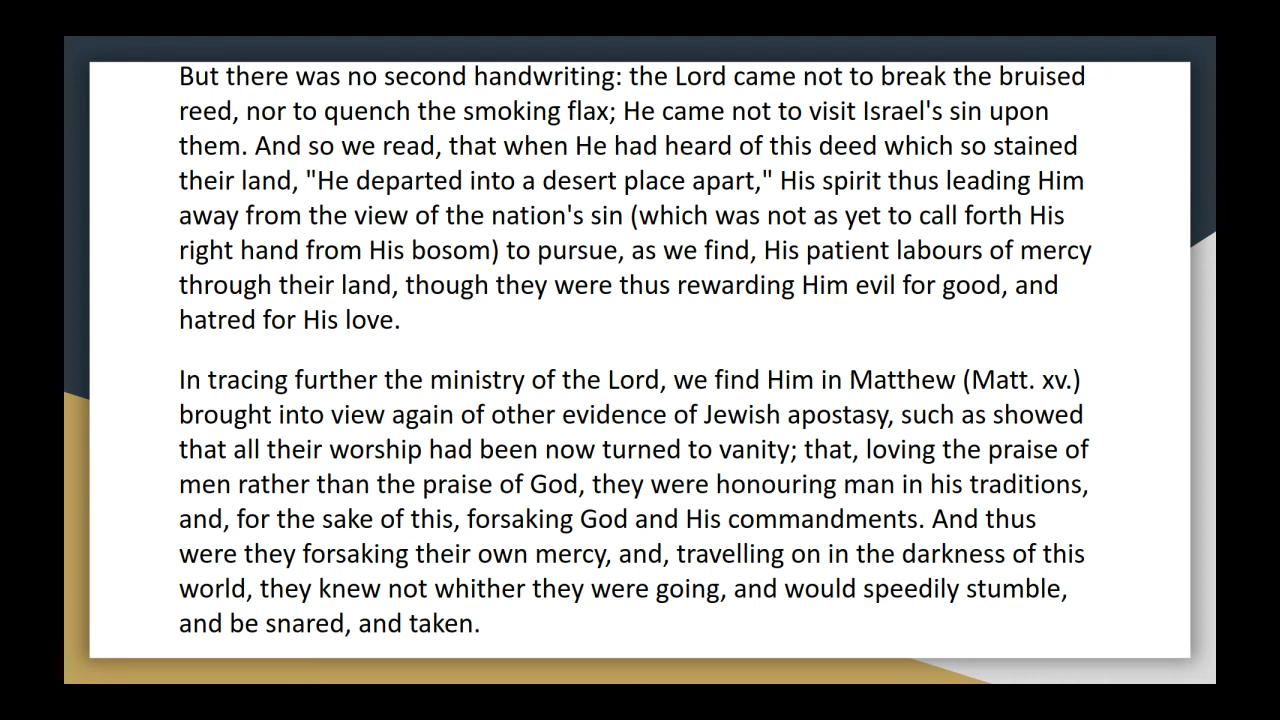 But there was no second handwriting: the Lord came not to break the bruised
reed, nor to quench the smoking flax; He came not to visit Israel's sin upon
them. And so we read, that when He had heard of this deed which so stained
their land, "He departed into a desert place apart," His spirit thus leading Him
away from the view of the nation's sin (which was not as yet to call forth His
right hand from His bosom) to pursue, as we find, His patient labours of mercy
through their land, though they were thus rewarding Him evil for good, and
hatred for His love.
In tracing further the ministry of the Lord, we find Him in Matthew (Matt. xv.)
brought into view again of other evidence of Jewish apostasy, such as showed
that all their worship had been now turned to vanity; that, loving the praise of
men rather than the praise of God, they were honouring man in his traditions,
and, for the sake of this, forsaking God and His commandments. And thus
were they forsaking their own mercy, and, travelling on in the darkness of this
world, they knew not whither they were going, and would speedily stumble,
and be snared, and taken.